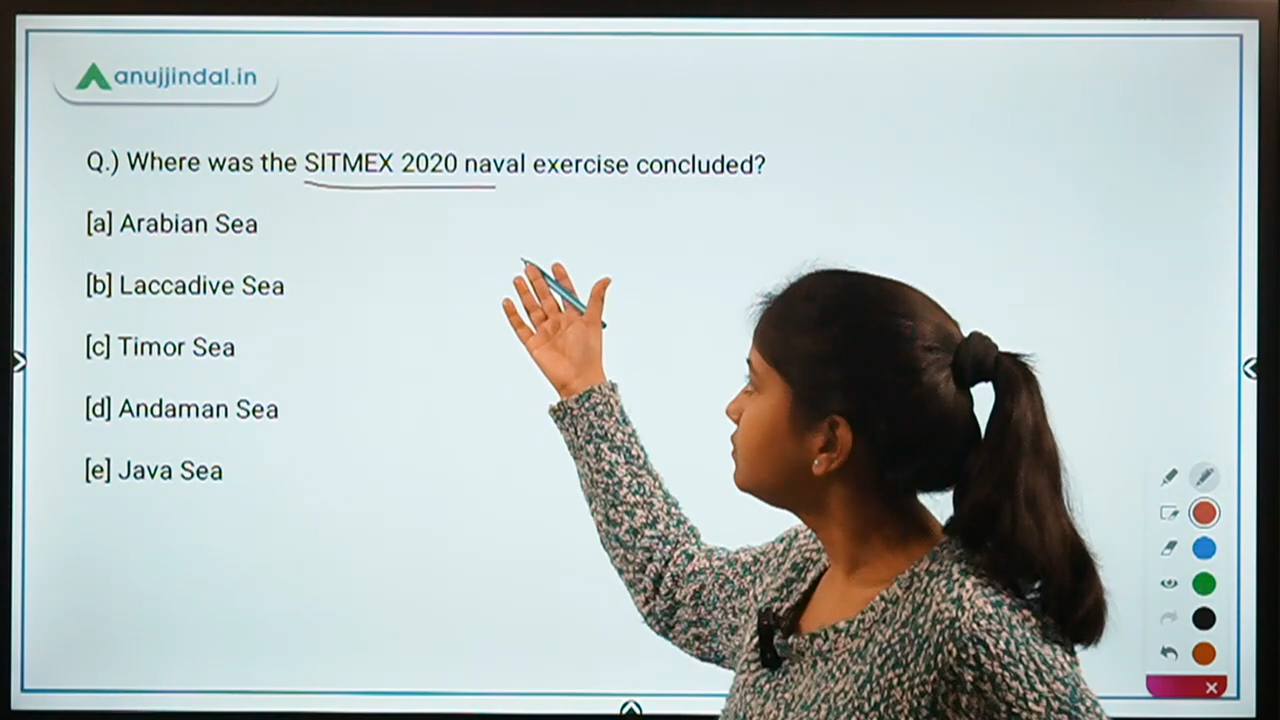 anujjindal.in
Q.) Where was the SITMEX 2020 naval exercise concluded?
[a] Arabian Sea
[b] Laccadive Sea
[c] Timor Sea
[d] Andaman Sea
[e] Java Sea